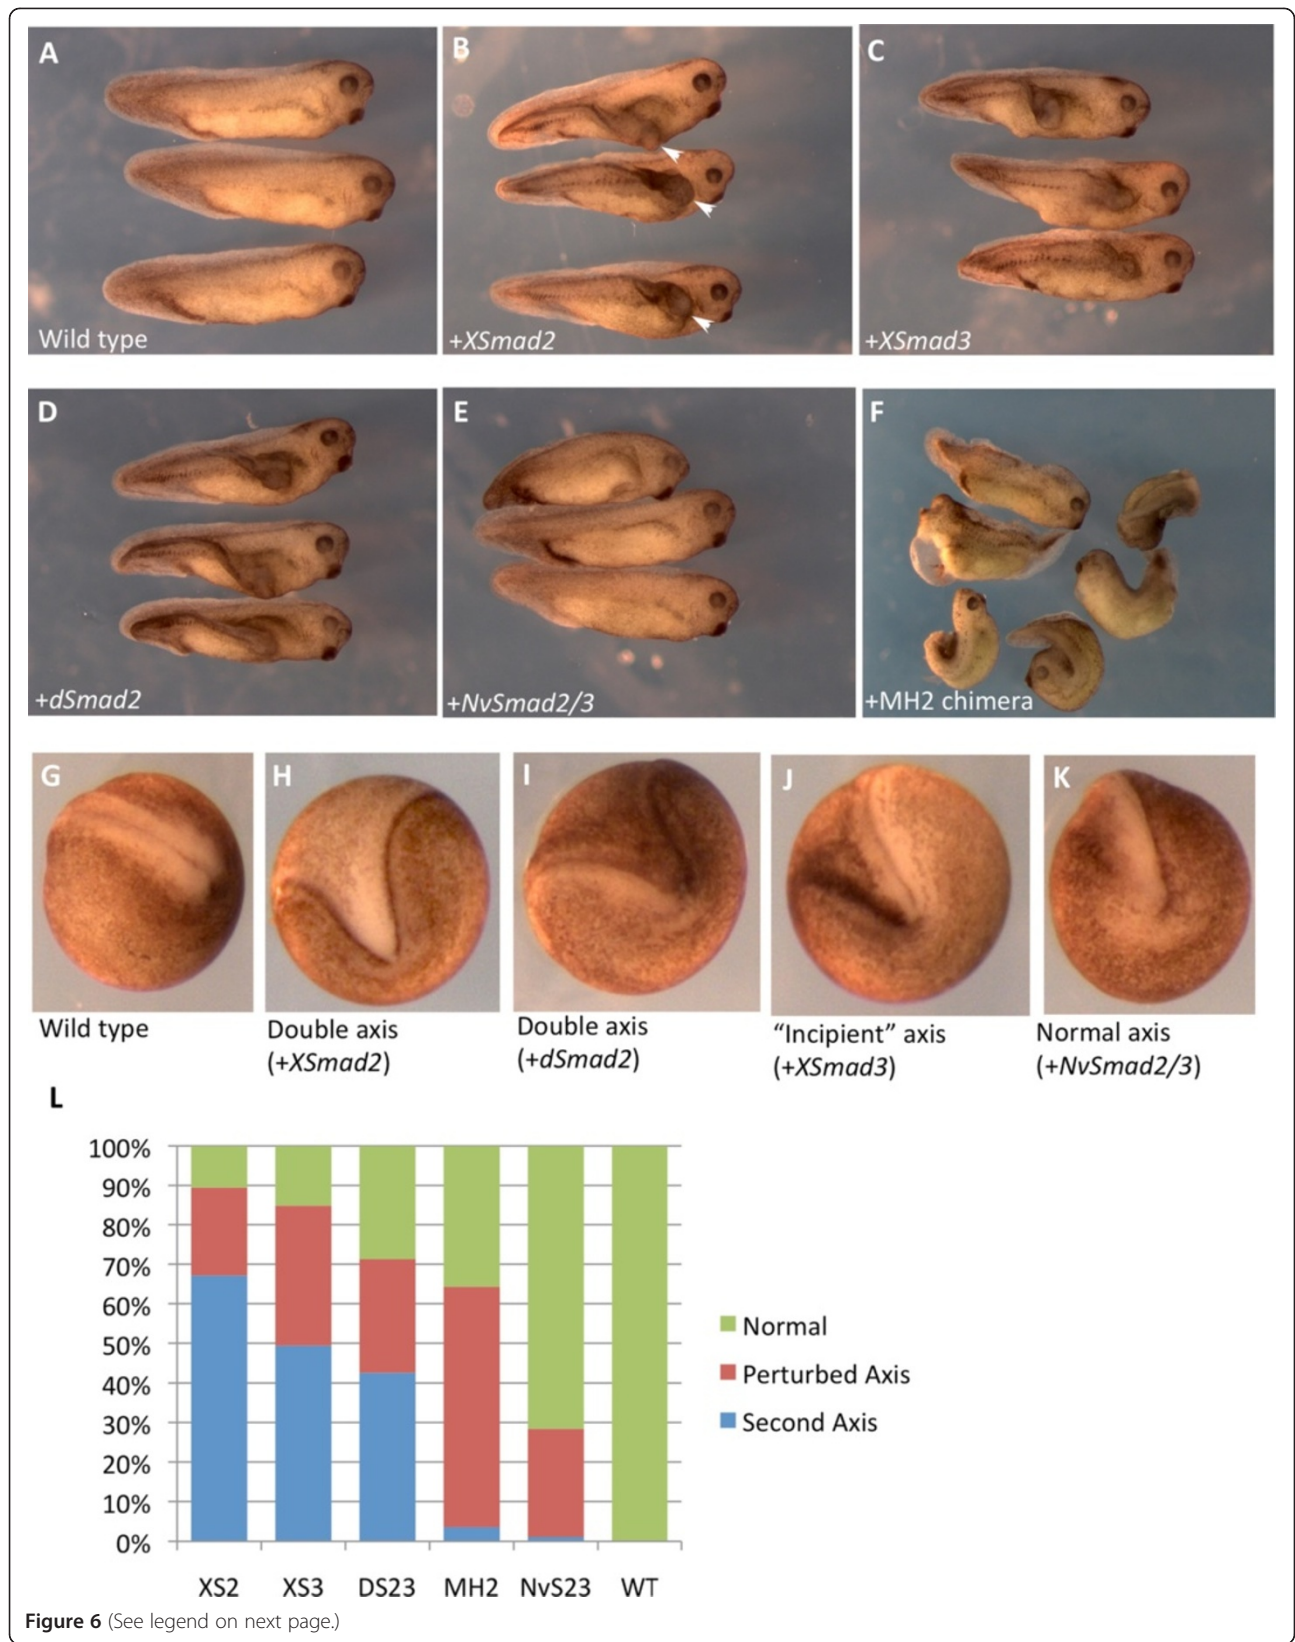 A
Wild type
B
+XSmad2
C
+XSmad3
D
+dSmad2
E
+NvSmad2/3
F
+MH2 chimera
G
Wild type
H
Double axis
(+XSmad2)
I
Double axis
(+dSmad2)
J
“Incipient” axis
(+XSmad3)
K
Normal axis
(+NvSmad2/3)
L
100%
90%
80%
70%
60%
50%
40%
30%
20%
10%
0%
XS2 XS3 DS23 MH2 NvS23 WT
Normal
Perturbed Axis
Second Axis
Figure 6 (See legend on next page.)